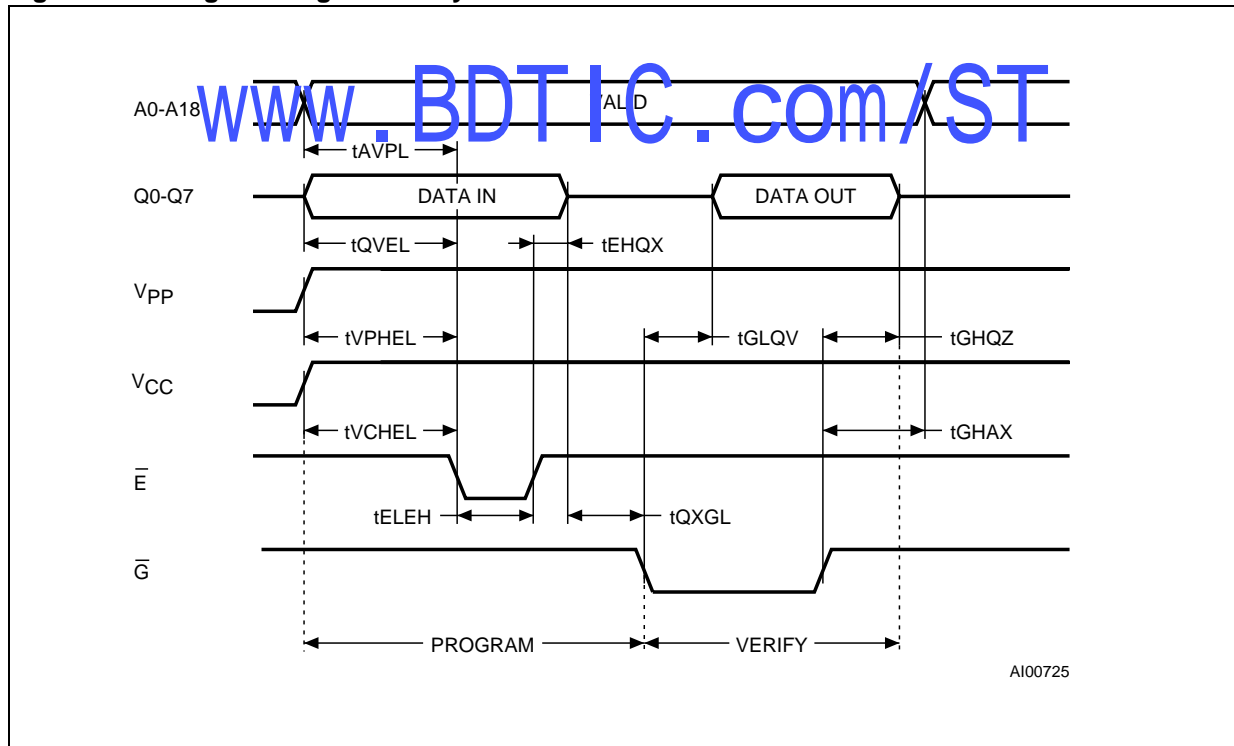 A0-A18
www.BDTIC.com/ST
tAVPL
Q0-Q7
DATA IN
DATA OUT
tQVEL
tEHQX
VPP
tVPHEL
tGLQV
tGHQZ
VCC
tVCHEL
tGHAX
E
tELEH
tQXGL
G
PROGRAM
VERIFY
AI00725